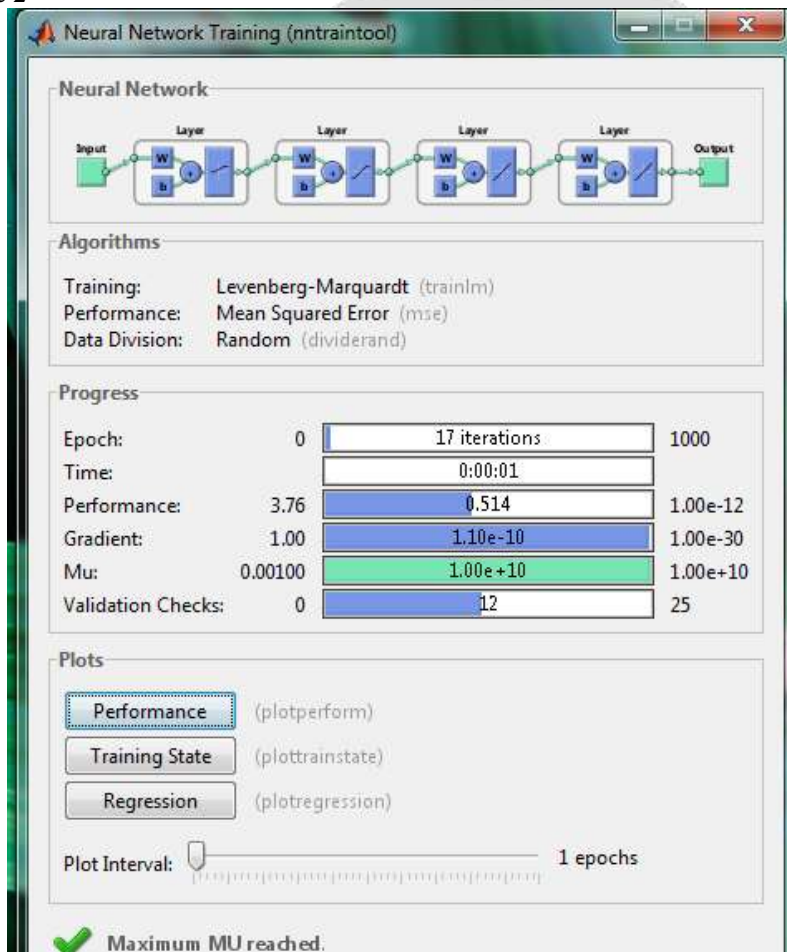 Neural Network Training (nntraintool)
Neural Network
Layer Layer Layer Layer
Input Output
W W W W
+ + + +
b b b b
Algorithms
Training: Levenberg-Marquardt (trainlm)
Performance: Mean Squared Error (mse)
Data Division: Random (dividerand)
Progress
Epoch: 0 17 iterations 1000
Time: 0:00:01
Performance: 3.76 0.514 1.00e-12
Gradient: 1.00 1.10e-10 1.00e-30
Mu: 0.00100 1.00e+10 1.00e+10
Validation Checks: 0 12 25
Plots
Performance (plotperform)
Training State (plottrainstate)
Regression (plotregression)
Plot Interval: 1 epochs
Maximum MU reached.